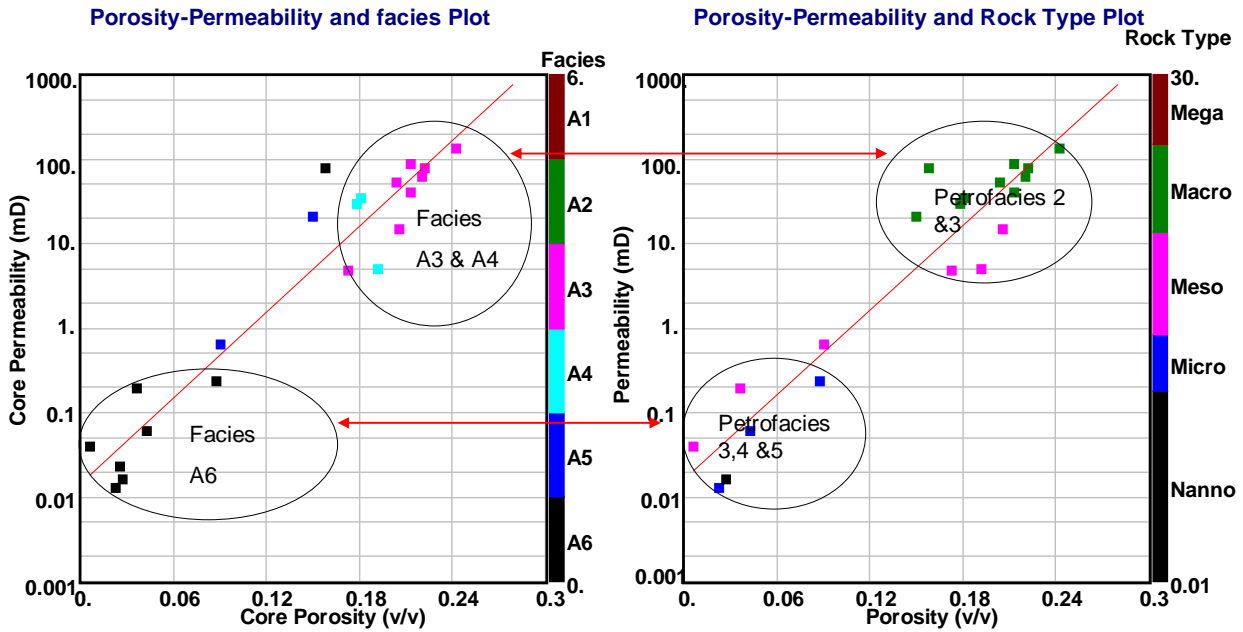 Porosity-Permeability and facies Plot
Facies
Core Permeability (mD)
1000.
100.
10.
1.
0.1
0.01
0.001
0.
0.06
0.12
0.18
0.24
0.3
Core Porosity (v/v)
Facies
A3 & A4
Facies
A6
6.
A1
A2
A3
A4
A5
A6
0.
Porosity-Permeability and Rock Type Plot
Rock Type
Permeability (mD)
1000.
100.
10.
1.
0.1
0.01
0.001
0.
0.06
0.12
0.18
0.24
0.3
Porosity (v/v)
Petrofacies 2
&3
Petrofacies
3,4 &5
30.
Mega
Macro
Meso
Micro
Nanno
0.01